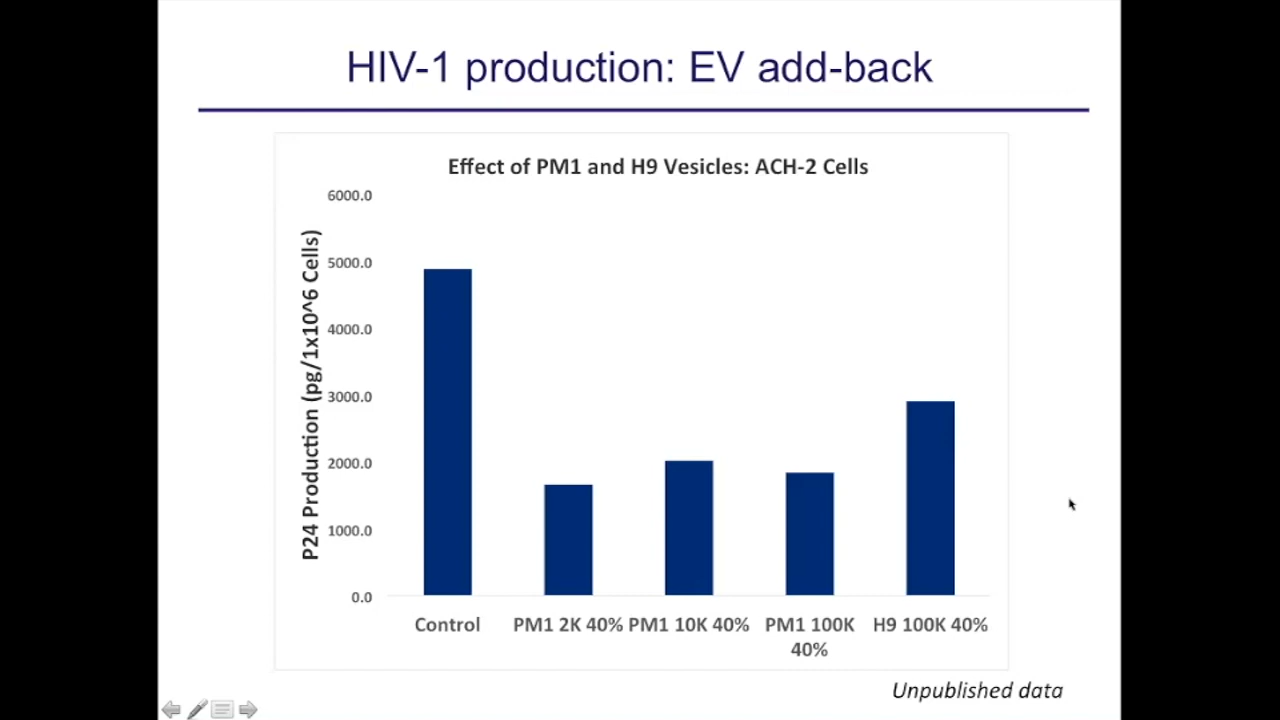 HIV-1 production: EV add-back
Effect of PM1 and H9 Vesicles: ACH-2 Cells
P24 Production (pg/1x10^6 Cells)
6000.0
5000.0
4000.0
3000.0
2000.0
1000.0
0.0
Control
PM1 2K 40%
PM1 10K 40%
PM1 100K
40%
H9 100K 40%
Unpublished data